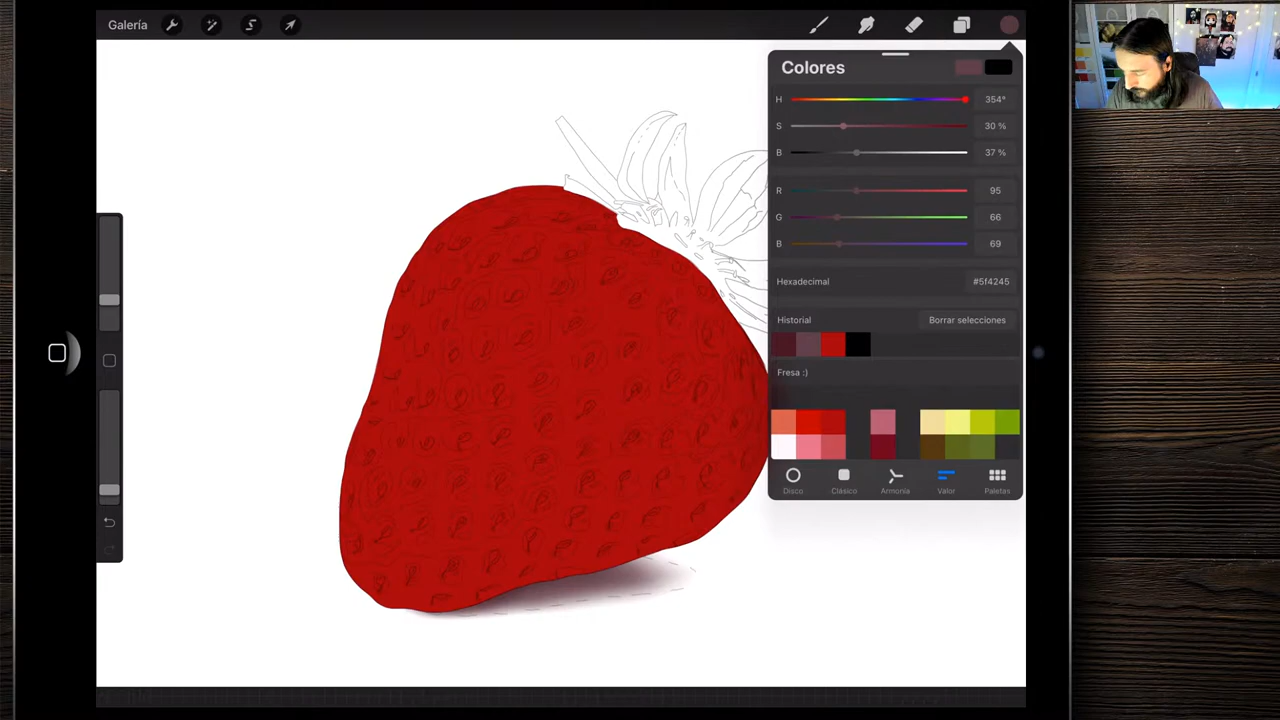 Galería
Colores
H 354°
S 30 %
B 37 %
R 95
G 66
B 69
Hexadecimal #5f4245
Historial Borrar selecciones
Fresa :)
Disco Clásico Armonía Valor Paletas